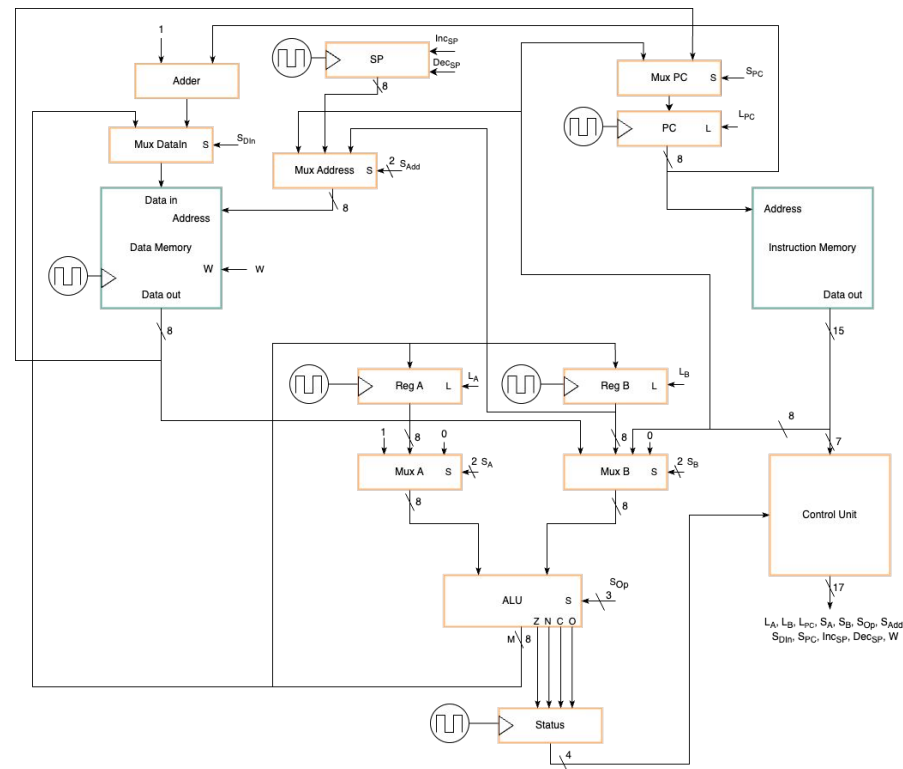 1
Inc_SP
Dec_SP
SP
8
Adder
Mux PC S
S_PC
L_PC
PC L
8
Mux DataIn S
S_DIn
Mux Address S
2 S_Add
8
Data in
Address
Data Memory
W W
Data out
8
Address
Instruction Memory
Data out
15
Reg A L
L_A
Reg B L
L_B
8
7
1
8
0
8
0
Mux A S
2 S_A
Mux B S
2 S_B
8
8
Control Unit
17
L_A, L_B, L_PC, S_A, S_B, S_Op, S_Add
S_DIn, S_PC, Inc_SP, Dec_SP, W
ALU S
S_Op
3
Z N C O
M 8
Status
4